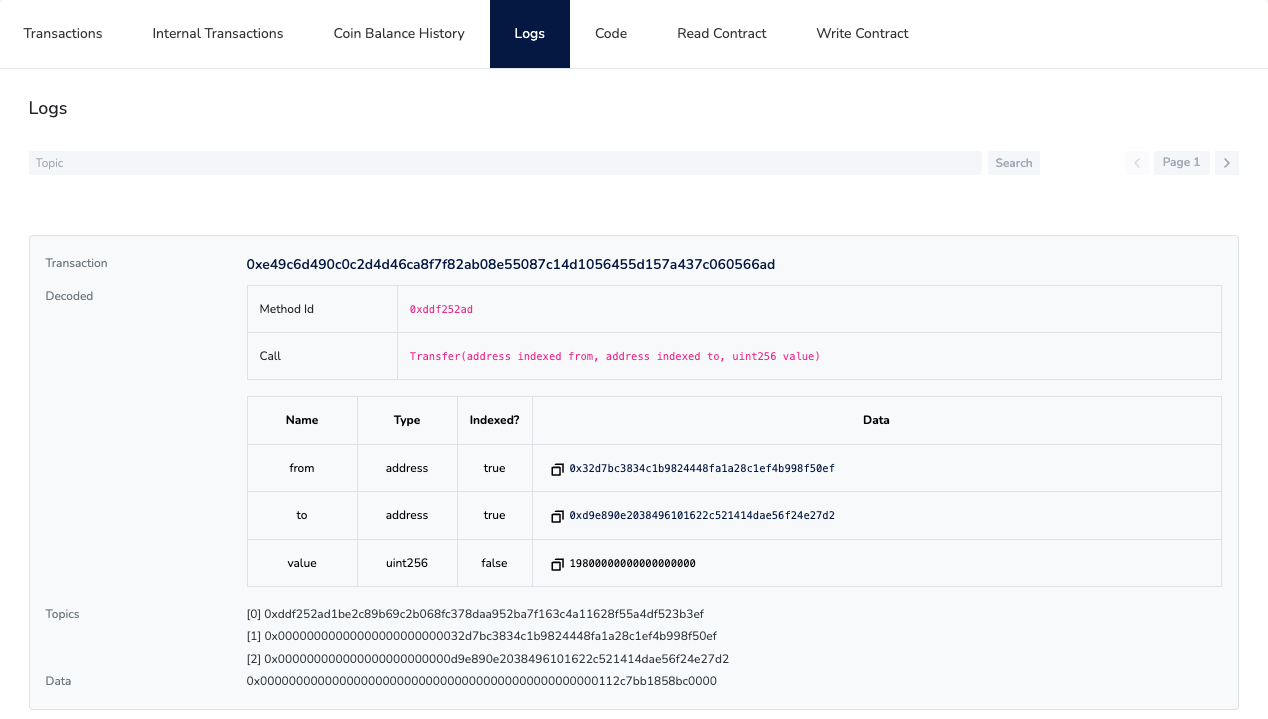 Transactions Internal Transactions Coin Balance History Logs Code Read Contract Write Contract
Logs
Topic Search Page 1
Transaction 0xe49c6d490c0c2d4d46ca8f7f82ab08e55087c14d1056455d157a437c060566ad
Decoded
Method Id 0xddf252ad
Call Transfer(address indexed from, address indexed to, uint256 value)
Name Type Indexed? Data
from address true 0x32d7bc3834c1b9824448fa1a28c1ef4b998f50ef
to address true 0xd9e890e2038496101622c521414dae56f24e27d2
value uint256 false 19800000000000000000
Topics [0] 0xddf252ad1be2c89b69c2b068fc378daa952ba7f163c4a11628f55a4df523b3ef
[1] 0x00000000000000000000000032d7bc3834c1b9824448fa1a28c1ef4b998f50ef
[2] 0x000000000000000000000000d9e890e2038496101622c521414dae56f24e27d2
Data 0x00000000000000000000000000000000000000000000000112c7bb1858bc0000